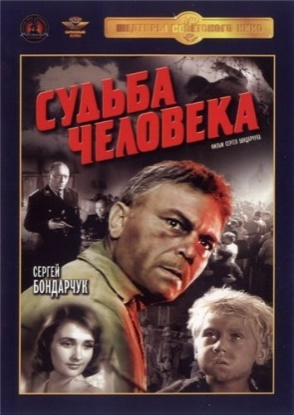 ШЕДЕВРЫ СОВЕТСКОГО КИНО
СУДЬБА
ЧЕЛОВЕКА
ФИЛЬМ СЕРГЕЯ БОНДАРЧУКА
СЕРГЕЙ
БОНДАРЧУК